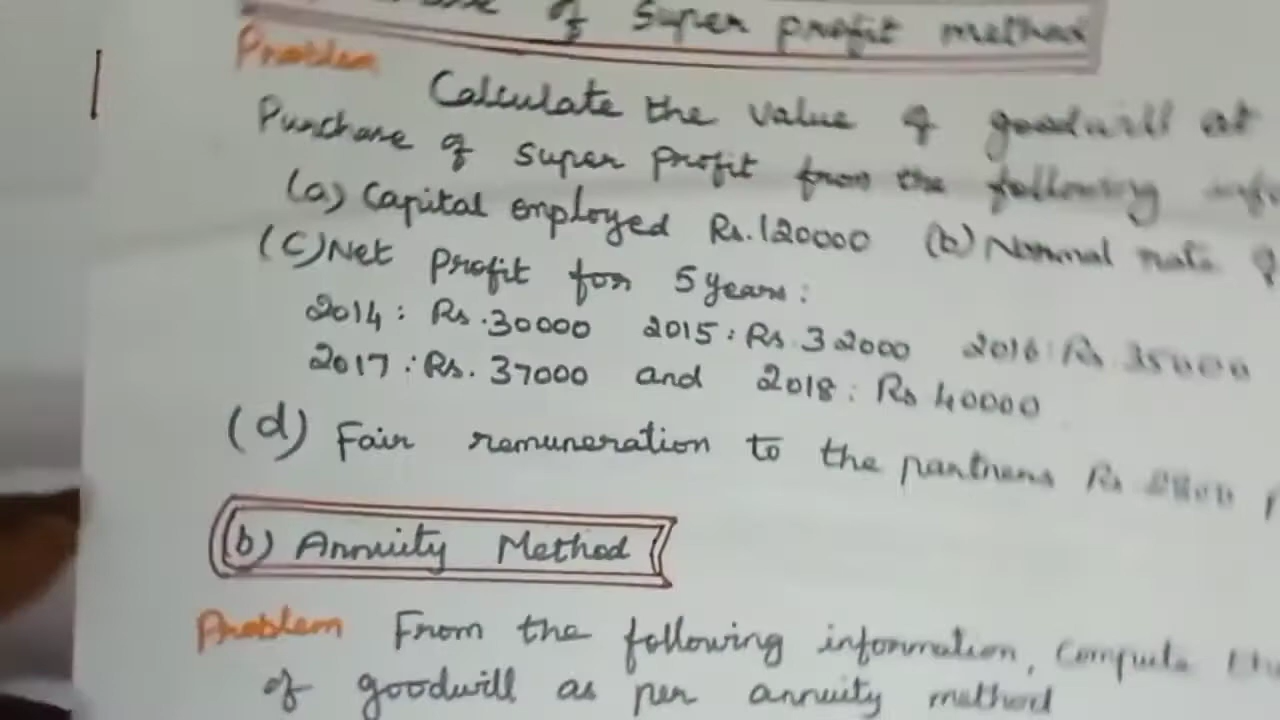 of super profit method
Problem
Calculate the value of goodwill at
Purchase of super profit from the following
(a) Capital employed Rs.120000 (b) Normal rate
(c) Net profit for 5 years:
2014: Rs.30000 2015: Rs.32000 2016: Rs.35000
2017: Rs.37000 and 2018: Rs 40000
(d) Fair remuneration to the partners Rs
(b) Annuity Method
Problem From the following information, compute
of goodwill as per annuity method